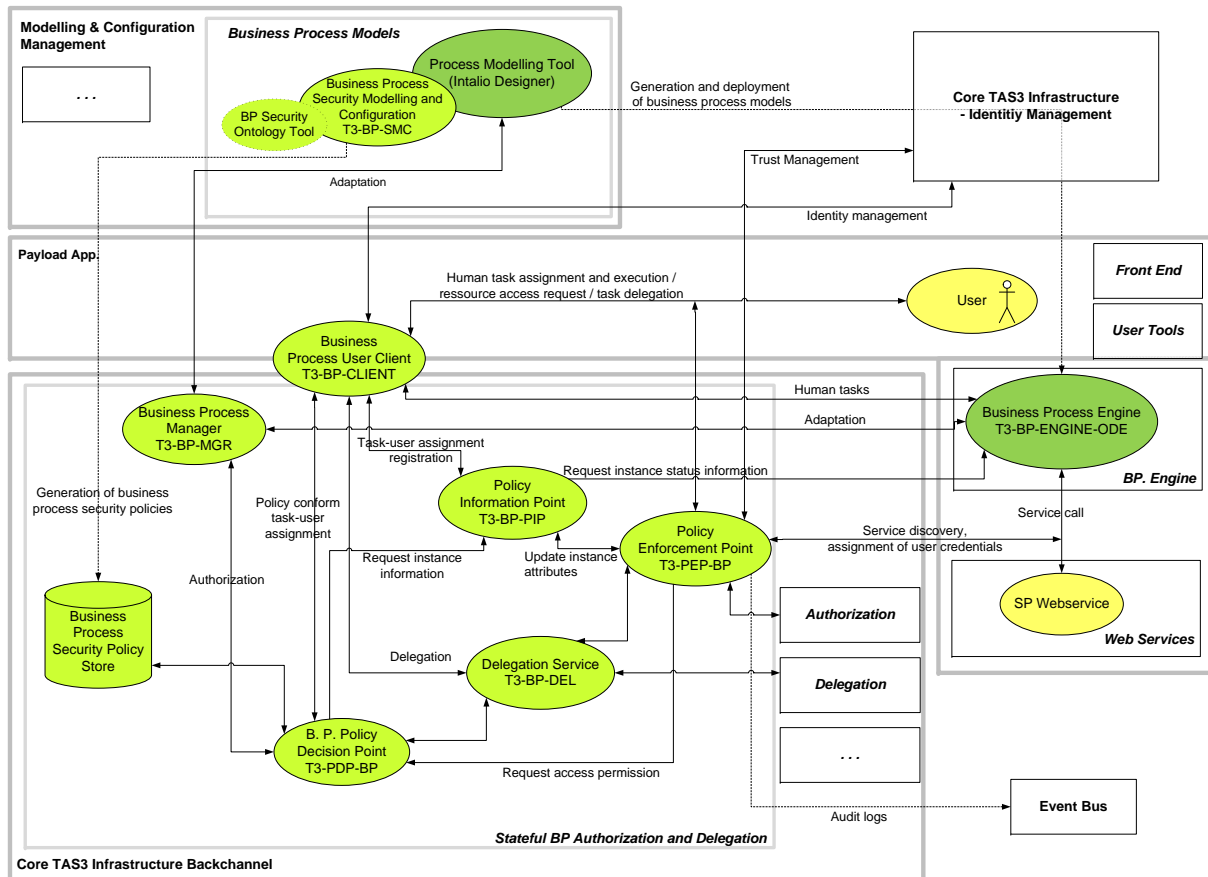 Modelling & Configuration
Management
. . .
Business Process Models
Process Modelling Tool
(Intalio Designer)
Business Process
Security Modelling and
Configuration
T3-BP-SMC
BP Security
Ontology Tool
Generation and deployment
of business process models
Core TAS3 Infrastructure
- Identitiy Management
Trust Management
Adaptation
Identity management
Payload App.
Human task assignment and execution /
ressource access request / task delegation
User
Front End
User Tools
Business
Process User Client
T3-BP-CLIENT
Human tasks
Business Process
Manager
T3-BP-MGR
Adaptation
Business Process Engine
T3-BP-ENGINE-ODE
BP. Engine
Task-user assignment
registration
Request instance status information
Generation of business
process security policies
Policy conform
task-user
assignment
Policy
Information Point
T3-BP-PIP
Service call
Policy
Enforcement Point
T3-PEP-BP
Service discovery,
assignment of user credentials
Request instance
information
Update instance
attributes
Authorization
SP Webservice
Web Services
Authorization
Business
Process
Security Policy
Store
Delegation
Delegation Service
T3-BP-DEL
Delegation
B. P. Policy
Decision Point
T3-PDP-BP
Request access permission
. . .
Audit logs
Event Bus
Stateful BP Authorization and Delegation
Core TAS3 Infrastructure Backchannel